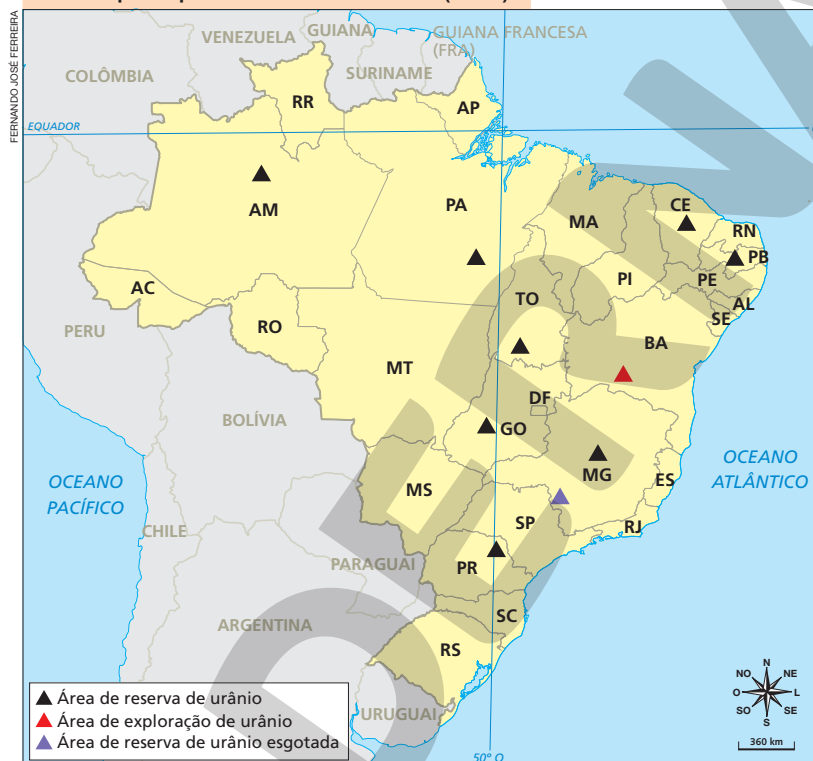 FERNANDO JOSÉ FERREIRA
VENEZUELA
GUIANA
GUIANA FRANCESA
(FRA)
SURINAME
COLÔMBIA
RR
AP
EQUADOR
AM
PA
MA
CE
RN
PB
PI
PE
AL
SE
AC
TO
RO
BA
PERU
MT
DF
GO
BOLÍVIA
MG
ES
MS
OCEANO
PACÍFICO
OCEANO
ATLÂNTICO
SP
RJ
CHILE
PARAGUAI
PR
SC
ARGENTINA
RS
URUGUAI
Área de reserva de urânio
Área de exploração de urânio
Área de reserva de urânio esgotada
N
NO
NE
O
L
SO
SE
S
360 km
50º O